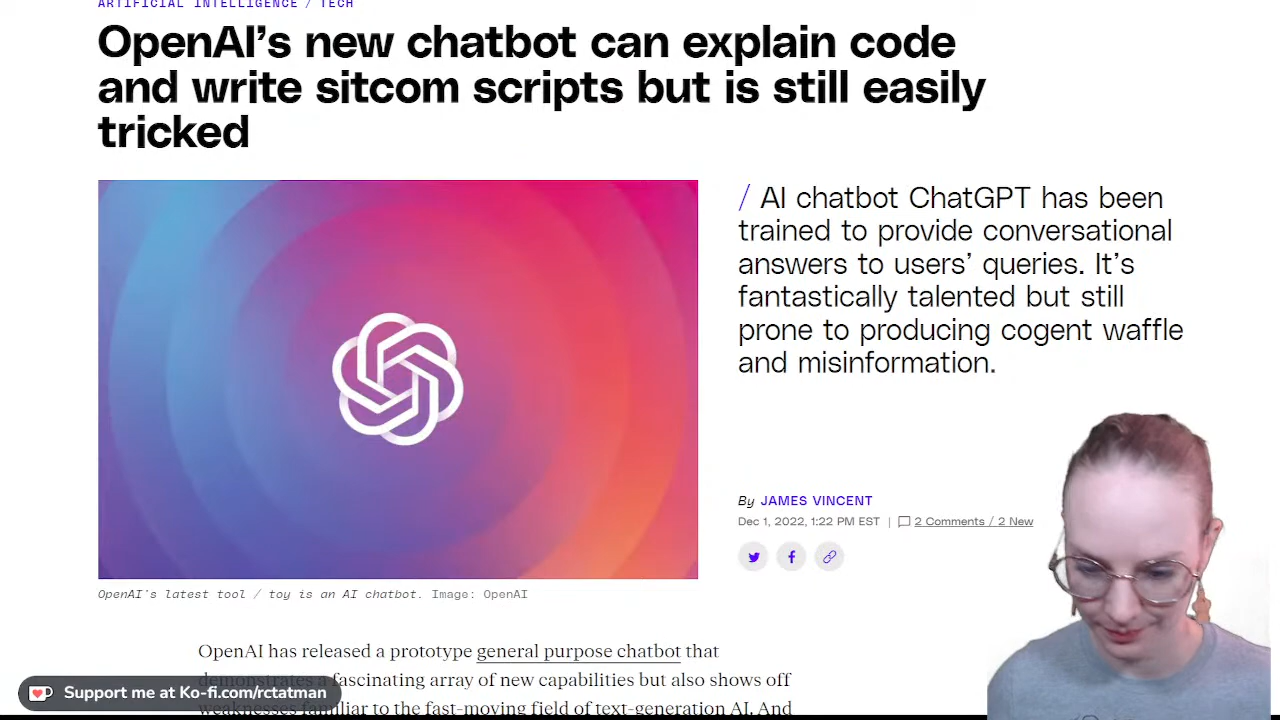 ARTIFICIAL INTELLIGENCE / TECH
OpenAI's new chatbot can explain code
and write sitcom scripts but is still easily
tricked
/ AI chatbot ChatGPT has been
trained to provide conversational
answers to users' queries. It's
fantastically talented but still
prone to producing cogent waffle
and misinformation.
By JAMES VINCENT
Dec 1, 2022, 1:22 PM EST | 2 Comments / 2 New
OpenAI's latest tool / toy is an AI chatbot. Image: OpenAI
OpenAI has released a prototype general purpose chatbot that
demonstrates a fascinating array of new capabilities but also shows off
weaknesses familiar to the fast-moving field of text-generation AI. And
Support me at Ko-fi.com/rctatman